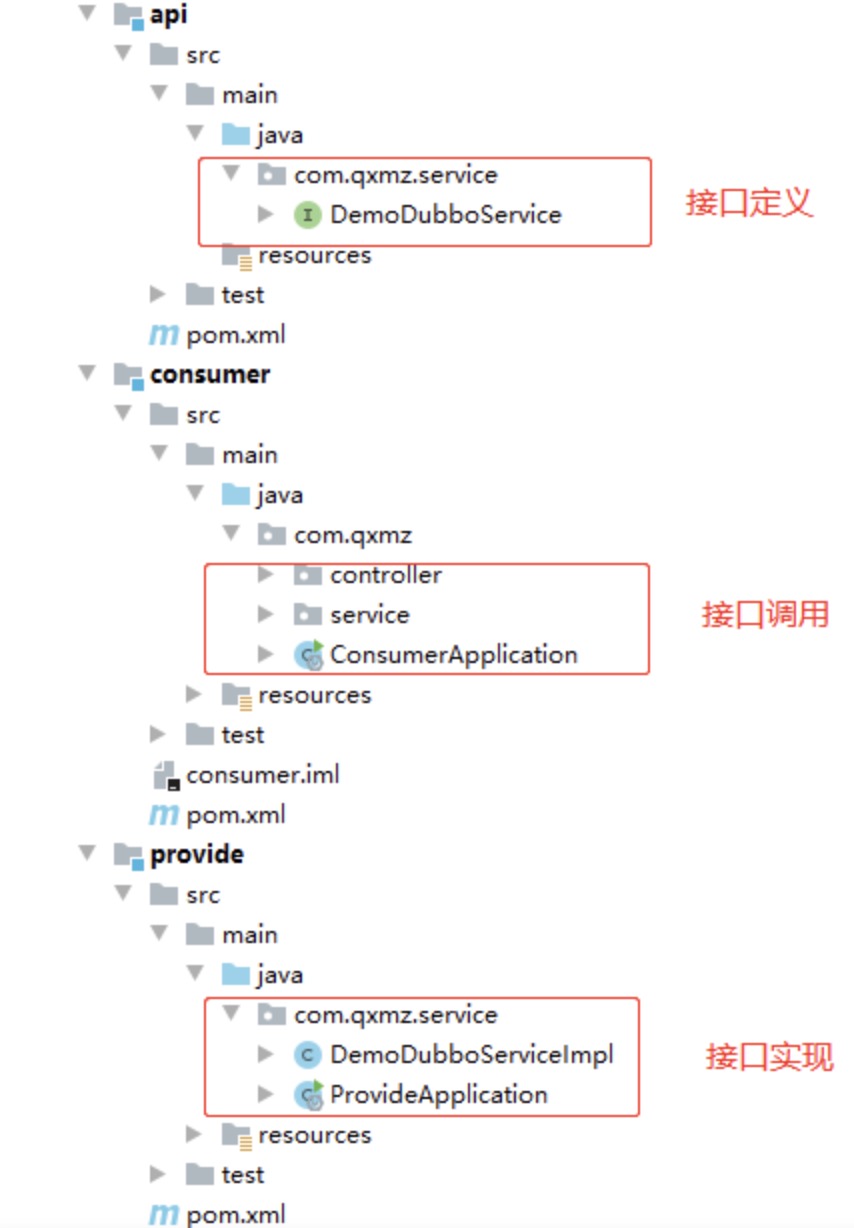 api
src
main
java
com.qxmz.service
DemoDubboService
接口定义
resources
test
pom.xml
consumer
src
main
java
com.qxmz
controller
service
接口调用
ConsumerApplication
resources
test
consumer.iml
pom.xml
provide
src
main
java
com.qxmz.service
DemoDubboServiceImpl
接口实现
ProvideApplication
resources
test
pom.xml